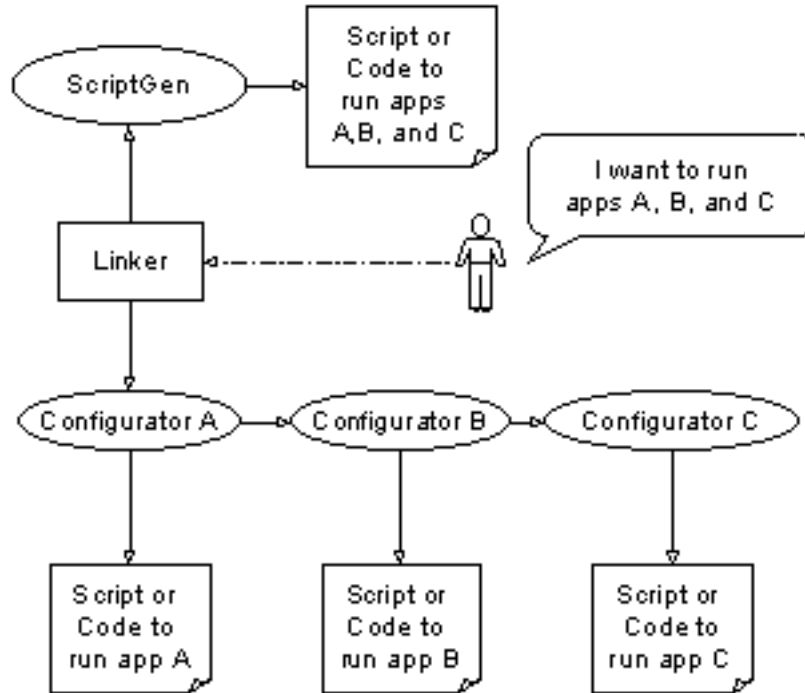 ScriptGen
Script or
Code to
run apps
A,B, and C
I want to run
apps A, B, and C
Linker
Configurator A
Configurator B
Configurator C
Script or
Code to
run app A
Script or
Code to
run app B
Script or
Code to
run app C